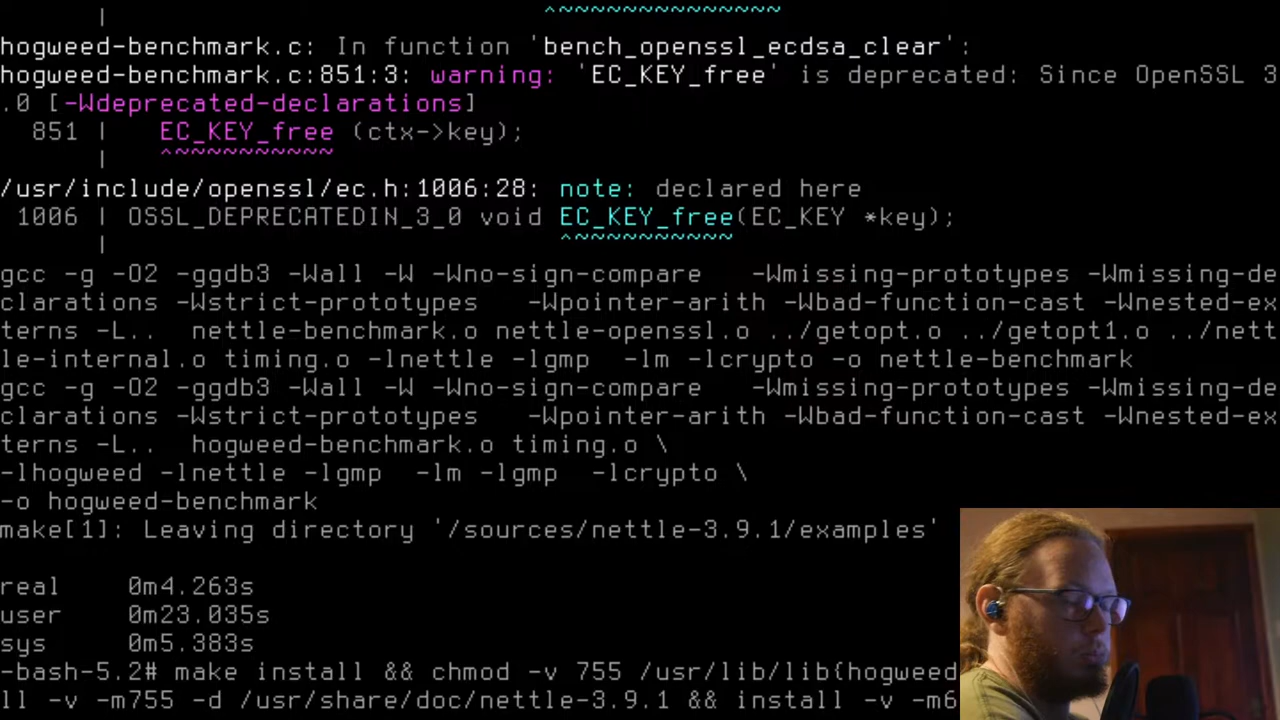 |
^~~~~~~~~~~~~~~
hogweed-benchmark.c: In function 'bench_openssl_ecdsa_clear':
hogweed-benchmark.c:851:3: warning: 'EC_KEY_free' is deprecated: Since OpenSSL 3
.0 [-Wdeprecated-declarations]
851 |   EC_KEY_free (ctx->key);
|   ^~~~~~~~~~~
/usr/include/openssl/ec.h:1006:28: note: declared here
1006 | OSSL_DEPRECATEDIN_3_0 void EC_KEY_free(EC_KEY *key);
|                            ^~~~~~~~~~~
gcc -g -O2 -ggdb3 -Wall -W -Wno-sign-compare   -Wmissing-prototypes -Wmissing-de
clarations -Wstrict-prototypes   -Wpointer-arith -Wbad-function-cast -Wnested-ex
terns -L..  nettle-benchmark.o nettle-openssl.o ../getopt.o ../getopt1.o ../nett
le-internal.o timing.o -lnettle -lgmp  -lm -lcrypto -o nettle-benchmark
gcc -g -O2 -ggdb3 -Wall -W -Wno-sign-compare   -Wmissing-prototypes -Wmissing-de
clarations -Wstrict-prototypes   -Wpointer-arith -Wbad-function-cast -Wnested-ex
terns -L..  hogweed-benchmark.o timing.o \
-lhogweed -lnettle -lgmp  -lm -lgmp  -lcrypto \
-o hogweed-benchmark
make[1]: Leaving directory '/sources/nettle-3.9.1/examples'
real    0m4.263s
user    0m23.035s
sys     0m5.383s
-bash-5.2# make install && chmod -v 755 /usr/lib/lib{hogweed
ll -v -m755 -d /usr/share/doc/nettle-3.9.1 && install -v -m6